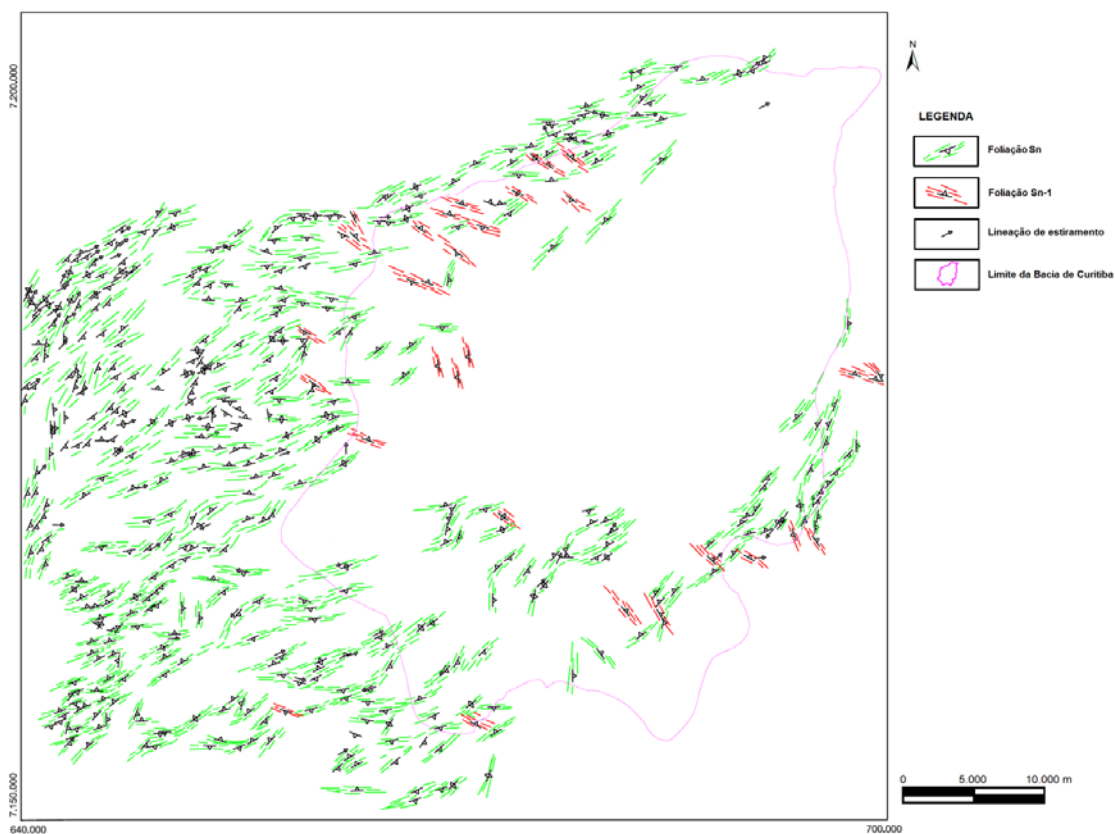 7.200.000
7.150.000
640.000
700.000
N
LEGENDA
Foliação Sn
Foliação Sn-1
Lineação de estiramento
Limite da Bacia de Curitiba
0 5.000 10.000 m